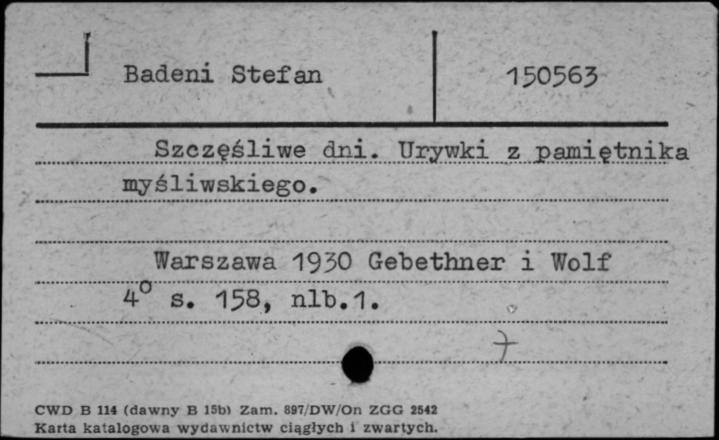 Badeni Stefan 150563
Szczęśliwe dni. Urywki z pamiętnika
myśliwskiego.
Warszawa 1930 Gebethner i Wolf
4° s. 158, nlb.1.
CWD B 114 (dawny B 15b) Zam. 897/DW/On ZGG 2542
Karta katalogowa wydawnictw ciągłych i zwartych.